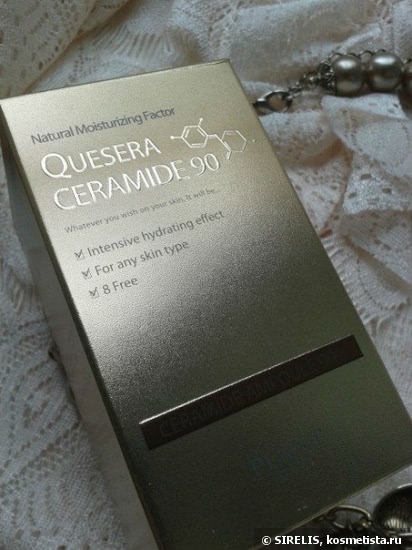 Natural Moisturizing Factor
QUESERA
CERAMIDE 90
Whatever you wish on your skin, It will be...
☑ Intensive hydrating effect
☑ For any skin type
☑ 8 Free
CERAMIDE
© SIRELIS, kosmetista.ru